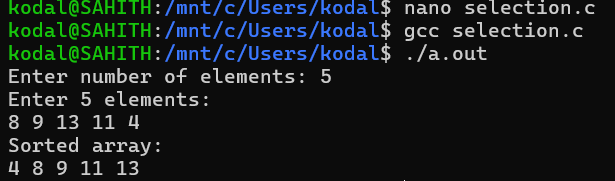 kodal@SAHITH:/mnt/c/Users/kodal$ nano selection.c
kodal@SAHITH:/mnt/c/Users/kodal$ gcc selection.c
kodal@SAHITH:/mnt/c/Users/kodal$ ./a.out
Enter number of elements: 5
Enter 5 elements:
8 9 13 11 4
Sorted array:
4 8 9 11 13